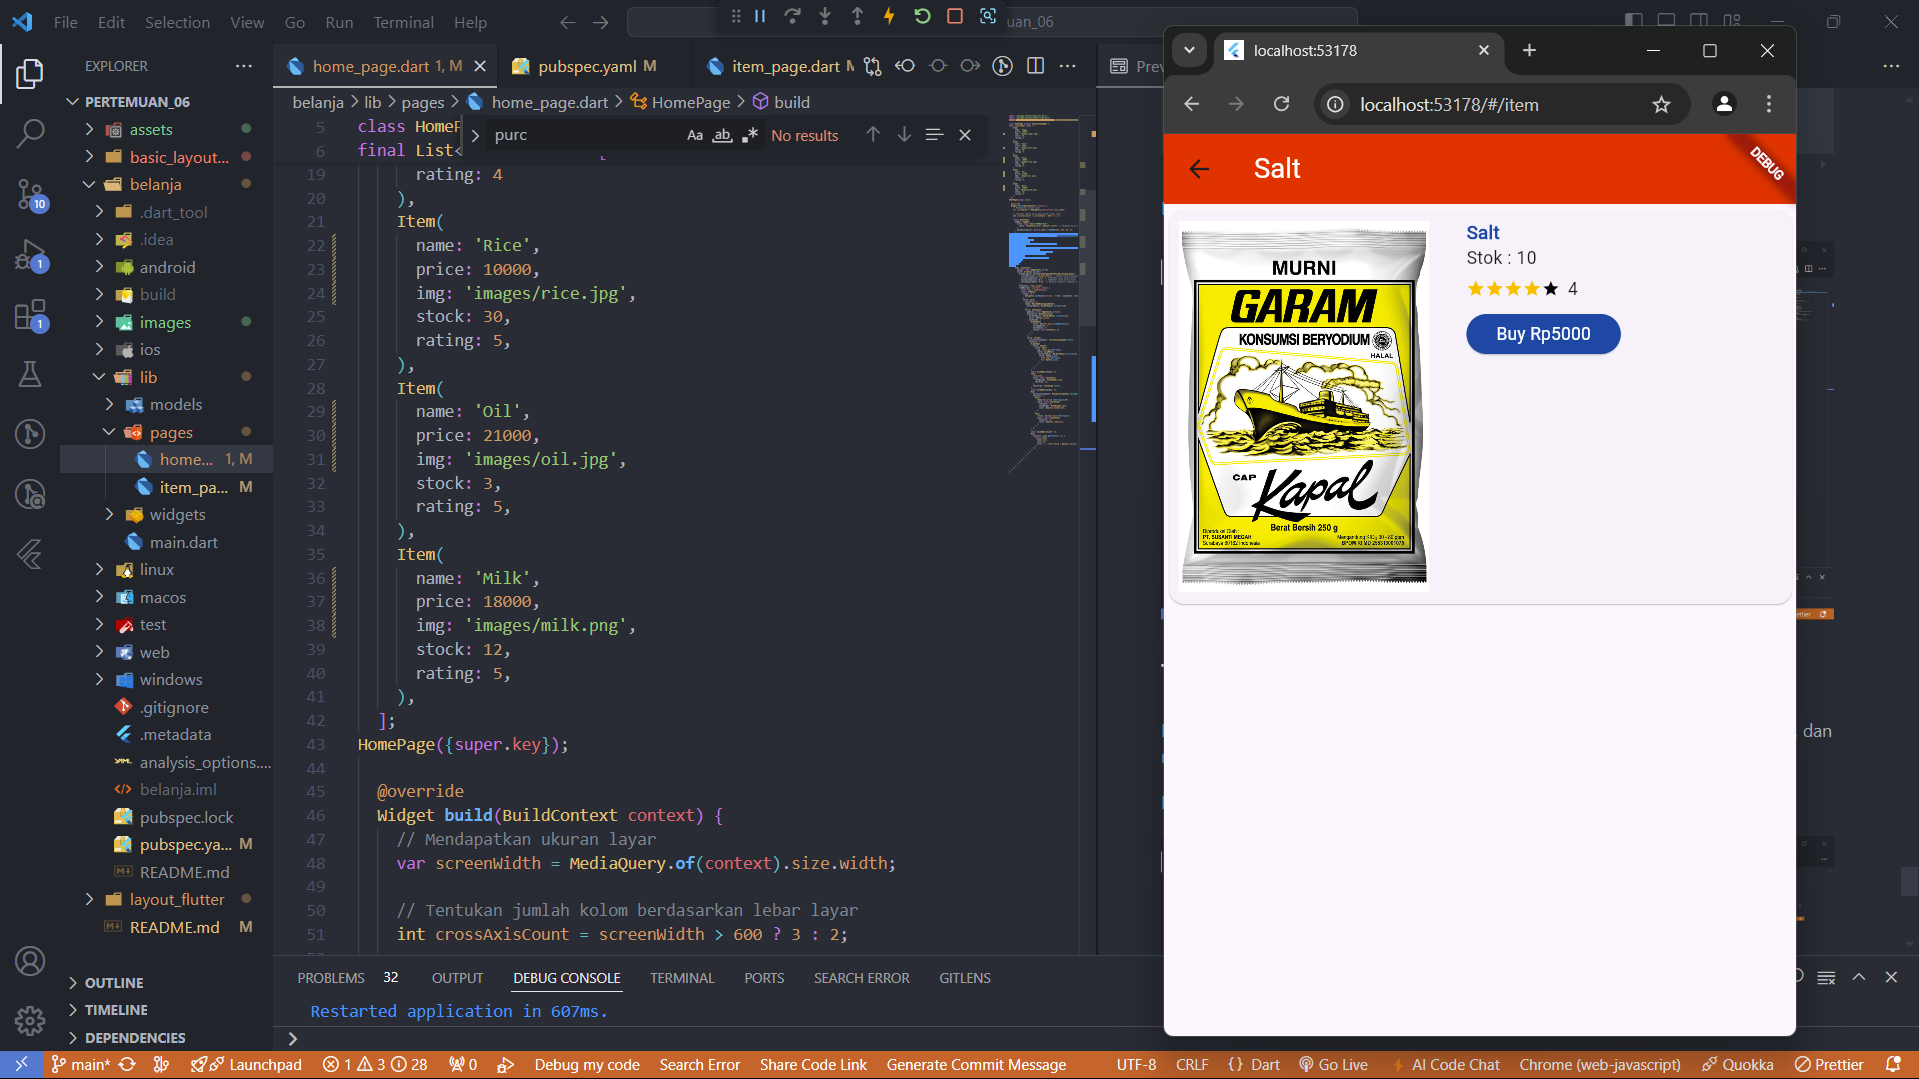 File Edit Selection View Go Run Terminal Help
uan_06
EXPLORER
PERTEMUAN_06
assets
basic_layout...
belanja
.dart_tool
.idea
android
build
images
ios
lib
models
pages
home... 1, M
item_pa... M
widgets
main.dart
linux
macos
test
web
windows
.gitignore
.metadata
analysis_options....
belanja.iml
pubspec.lock
pubspec.ya... M
README.md
layout_flutter
README.md M
OUTLINE
TIMELINE
DEPENDENCIES
10
1
1
home_page.dart 1, M
pubspec.yaml M
item_page.dart M
belanja > lib > pages > home_page.dart > HomePage > build
purc
Aa ab No results
5 class HomeP
6 final List<
19 rating: 4
20 ),
21 Item(
22 name: 'Rice',
23 price: 10000,
24 img: 'images/rice.jpg',
25 stock: 30,
26 rating: 5,
27 ),
28 Item(
29 name: 'Oil',
30 price: 21000,
31 img: 'images/oil.jpg',
32 stock: 3,
33 rating: 5,
34 ),
35 Item(
36 name: 'Milk',
37 price: 18000,
38 img: 'images/milk.png',
39 stock: 12,
40 rating: 5,
41 ),
42 ];
43 HomePage({super.key});
44
45 @override
46 Widget build(BuildContext context) {
47 // Mendapatkan ukuran layar
48 var screenWidth = MediaQuery.of(context).size.width;
49
50 // Tentukan jumlah kolom berdasarkan lebar layar
51 int crossAxisCount = screenWidth > 600 ? 3 : 2;
PROBLEMS 32 OUTPUT DEBUG CONSOLE TERMINAL PORTS SEARCH ERROR GITLENS
Restarted application in 607ms.
Prev
dan
localhost:53178
localhost:53178/#/item
Salt
DEBUG
MURNI
GARAM
KONSUMSI BERYODIUM
HALAL
CAP
Kapal
Berat Bersih 250 g
Diproduksi Oleh :
PT. SUSANTI MEGAH
Surabaya 60182 Indonesia
Salt
Stok : 10
4
Buy Rp5000
main* Launchpad 1 3 28 0 Debug my code Search Error Share Code Link Generate Commit Message UTF-8 CRLF {} Dart Go Live AI Code Chat Chrome (web-javascript) Quokka Prettier